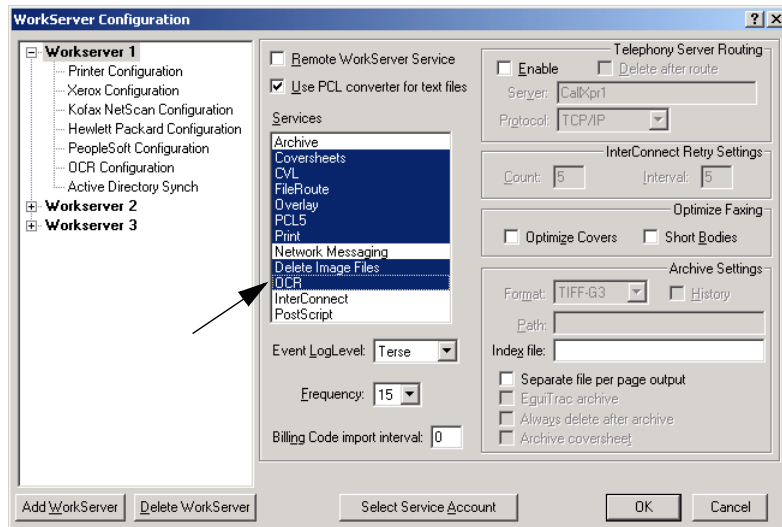 WorkServer Configuration
Workserver 1
Printer Configuration
Xerox Configuration
Kofax NetScan Configuration
Hewlett Packard Configuration
PeopleSoft Configuration
OCR Configuration
Active Directory Synch
Workserver 2
Workserver 3
Remote WorkServer Service
Use PCL converter for text files
Services
Archive
Coversheets
CVL
FileRoute
Overlay
PCL5
Print
Network Messaging
Delete Image Files
OCR
InterConnect
PostScript
Event LogLevel: Terse
Frequency: 15
Billing Code import interval: 0
Telephony Server Routing
Enable Delete after route
Server: CallXpr1
Protocol: TCP/IP
InterConnect Retry Settings
Count: 5 Interval: 5
Optimize Faxing
Optimize Covers Short Bodies
Archive Settings
Format: TIFF-G3 History
Path:
Index file:
Separate file per page output
EquiTrac archive
Always delete after archive
Archive coversheet
Add WorkServer Delete WorkServer Select Service Account OK Cancel